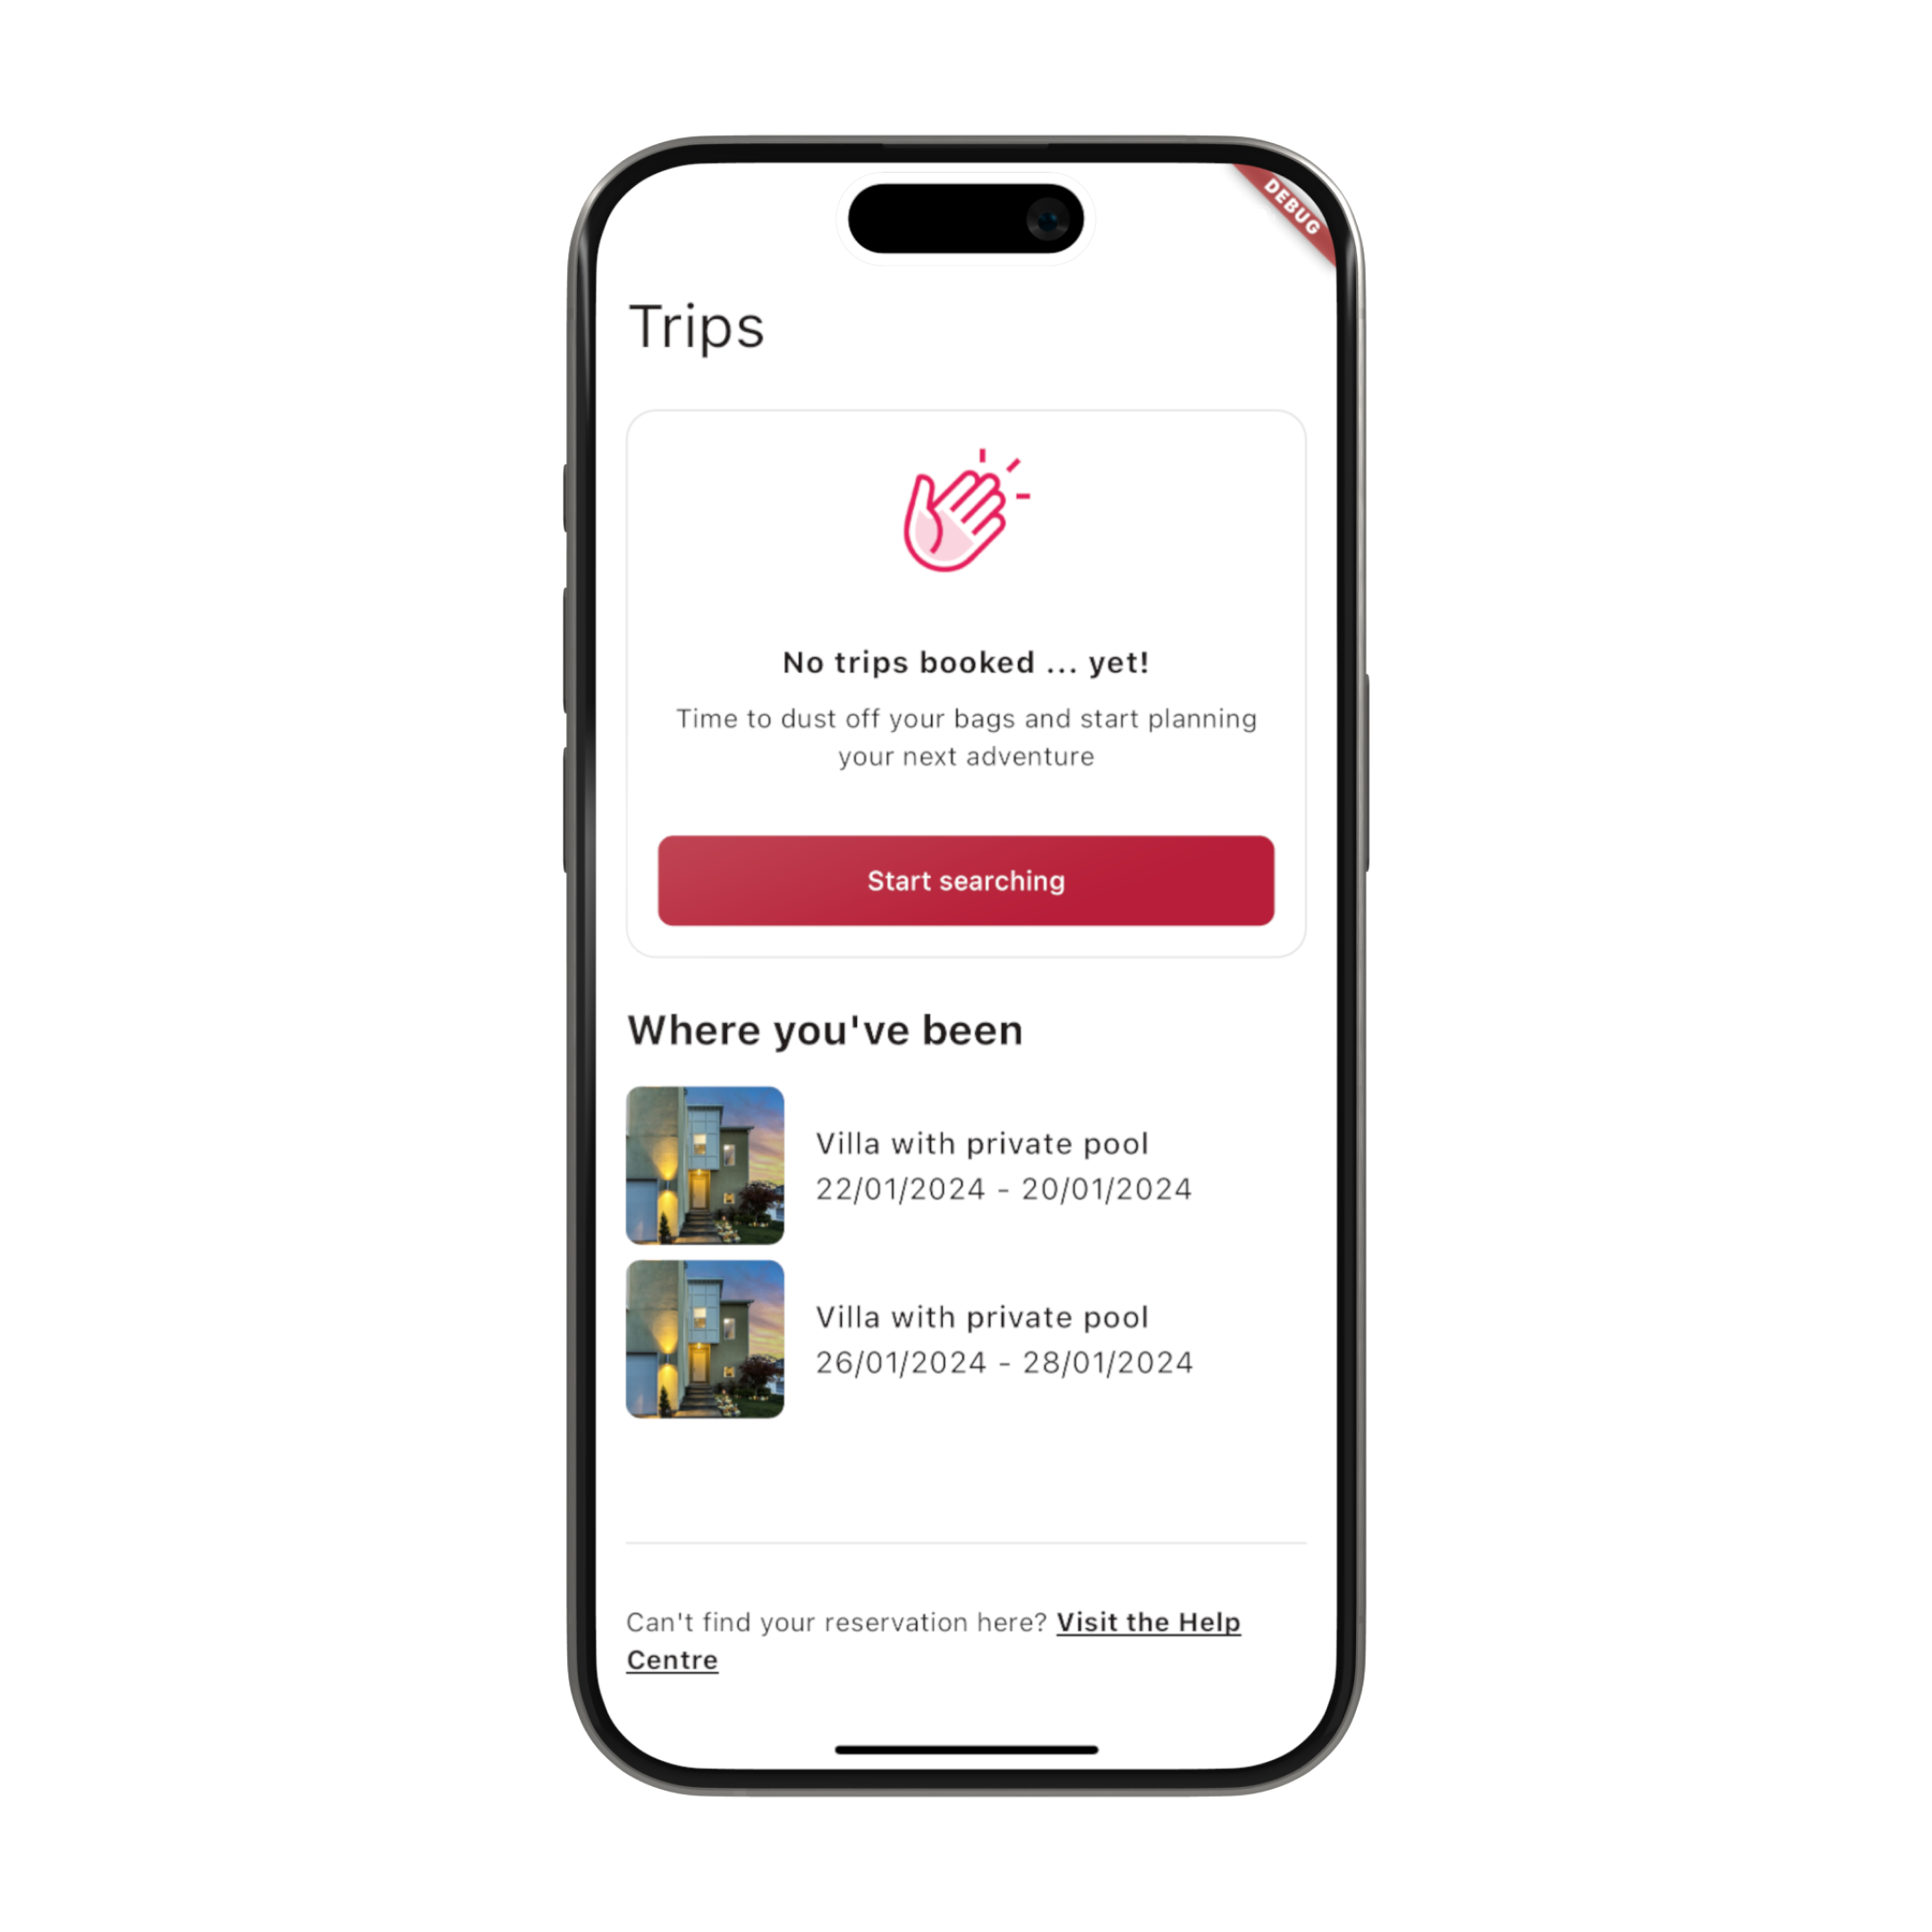 DEBUG
Trips
No trips booked ... yet!
Time to dust off your bags and start planning
your next adventure
Start searching
Where you've been
Villa with private pool
22/01/2024 - 20/01/2024
Villa with private pool
26/01/2024 - 28/01/2024
Can't find your reservation here? Visit the Help
Centre